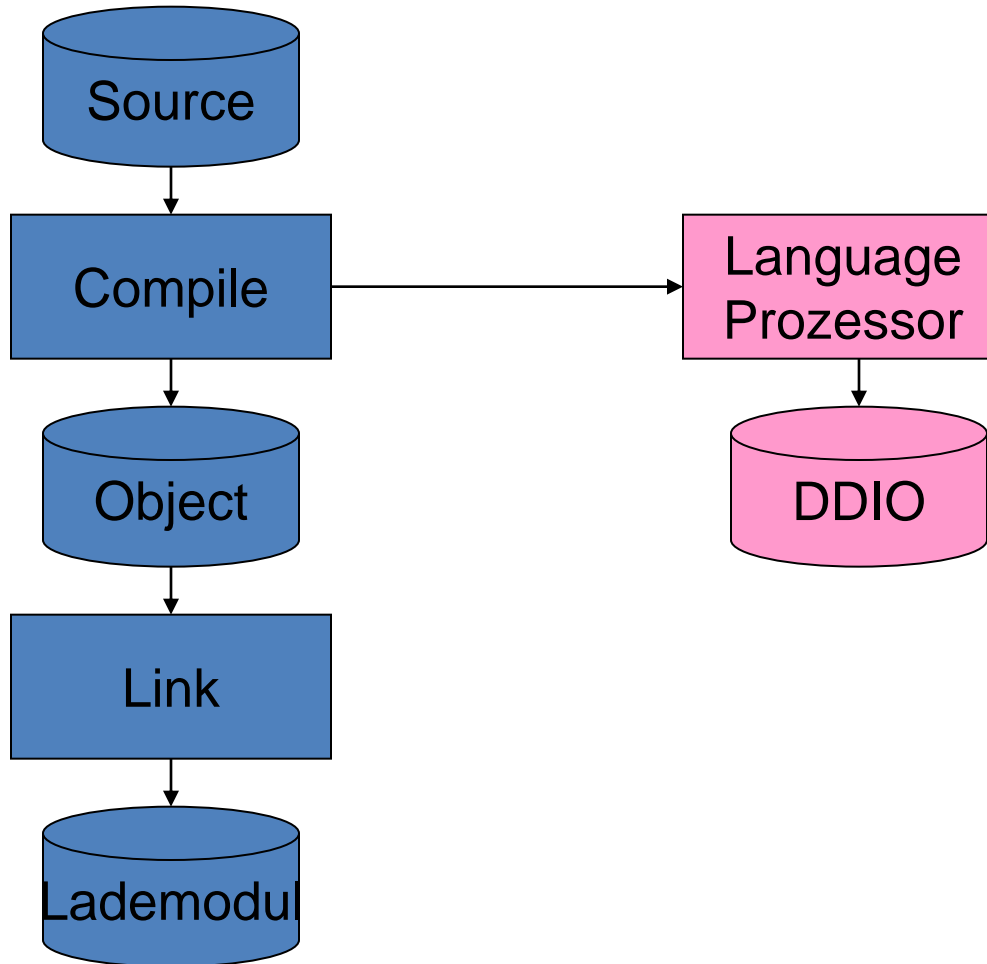 Source
Compile
Language
Prozessor
Object
DDIO
Link
Lademodul